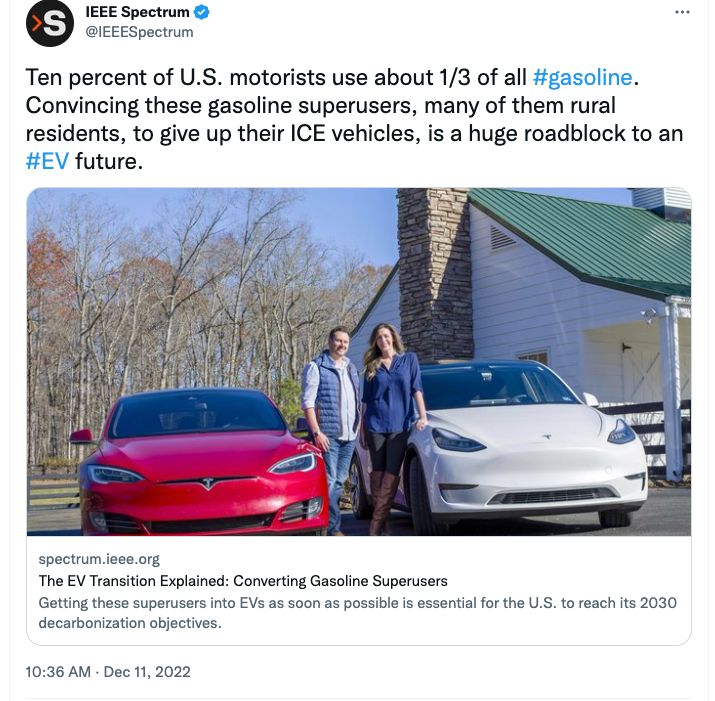 IEEE Spectrum
@IEEESpectrum
Ten percent of U.S. motorists use about 1/3 of all #gasoline.
Convincing these gasoline superusers, many of them rural
residents, to give up their ICE vehicles, is a huge roadblock to an
#EV future.
spectrum.ieee.org
The EV Transition Explained: Converting Gasoline Superusers
Getting these superusers into EVs as soon as possible is essential for the U.S. to reach its 2030
decarbonization objectives.
10:36 AM · Dec 11, 2022